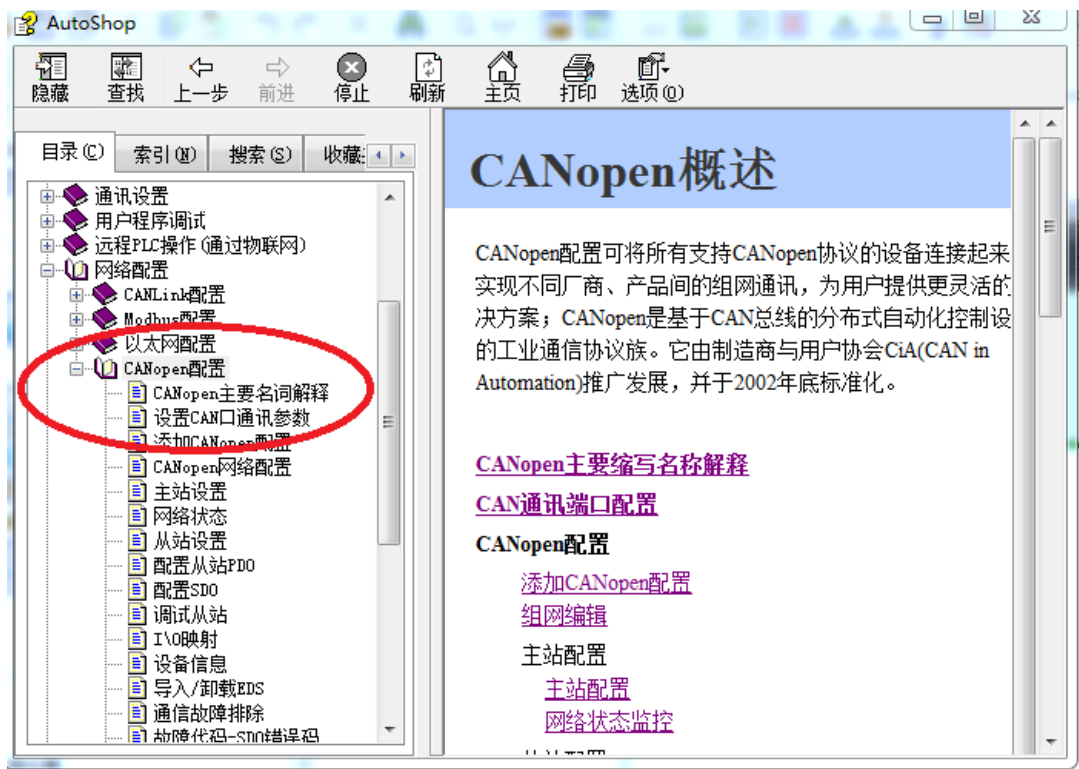 AutoShop
隐藏 查找 上一步 前进 停止 刷新 主页 打印 选项(O)
目录(C) 索引(N) 搜索(S) 收藏
通讯设置
用户程序调试
远程PLC操作(通过物联网)
网络配置
CANLink配置
Modbus配置
以太网配置
CANopen配置
CANopen主要名词解释
设置CAN口通讯参数
添加CANopen配置
CANopen网络配置
主站设置
网络状态
从站设置
配置从站PDO
配置SDO
调试从站
I\O映射
设备信息
导入/卸载EDS
通信故障排除
故障代码-SDO错误码
CANopen概述
CANopen配置可将所有支持CANopen协议的设备连接起来
实现不同厂商、产品间的组网通讯，为用户提供更灵活的
决方案；CANopen是基于CAN总线的分布式自动化控制设
的工业通信协议族。它由制造商与用户协会CiA(CAN in
Automation)推广发展，并于2002年底标准化。
CANopen主要缩写名称解释
CAN通讯端口配置
CANopen配置
添加CANopen配置
组网编辑
主站配置
主站配置
网络状态监控